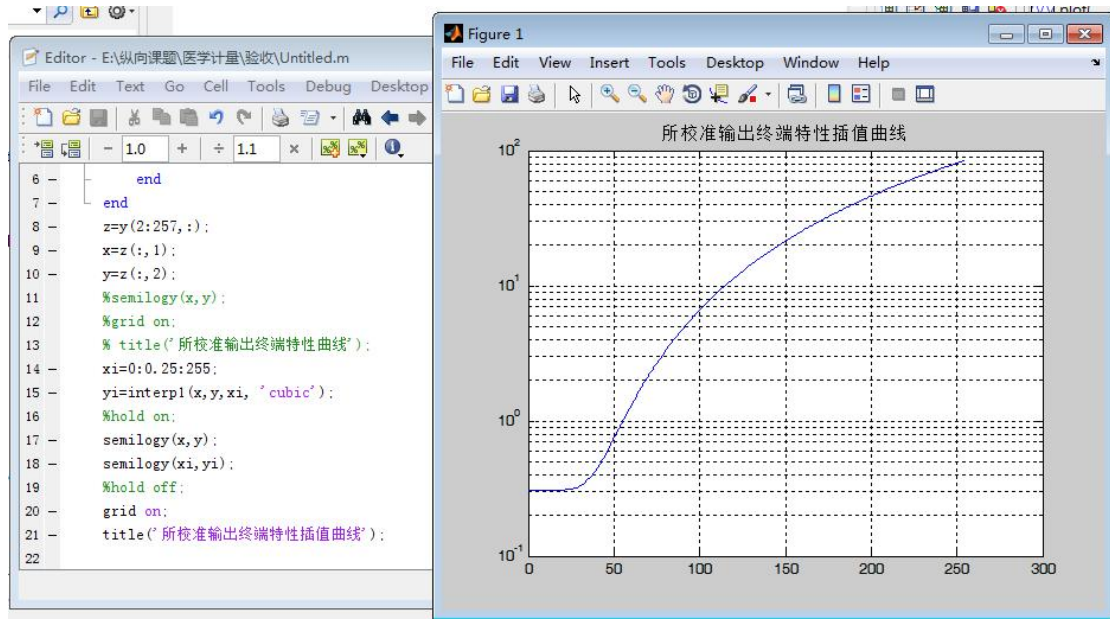 Editor - E:\纵向课题\医学计量\验收\Untitled.m
File Edit Text Go Cell Tools Debug Desktop
- 1.0 + ÷ 1.1 ×
6 - end
7 - end
8 - z=y(2:257,:);
9 - x=z(:,1);
10 - y=z(:,2);
11 %semilogy(x,y);
12 %grid on;
13 % title('所校准输出终端特性曲线');
14 - xi=0:0.25:255;
15 - yi=interp1(x,y,xi, 'cubic');
16 %hold on;
17 - semilogy(x,y);
18 - semilogy(xi,yi);
19 %hold off;
20 - grid on;
21 - title('所校准输出终端特性插值曲线');
22
Figure 1
File Edit View Insert Tools Desktop Window Help
所校准输出终端特性插值曲线
10^2
10^1
10^0
10^-1
0 50 100 150 200 250 300